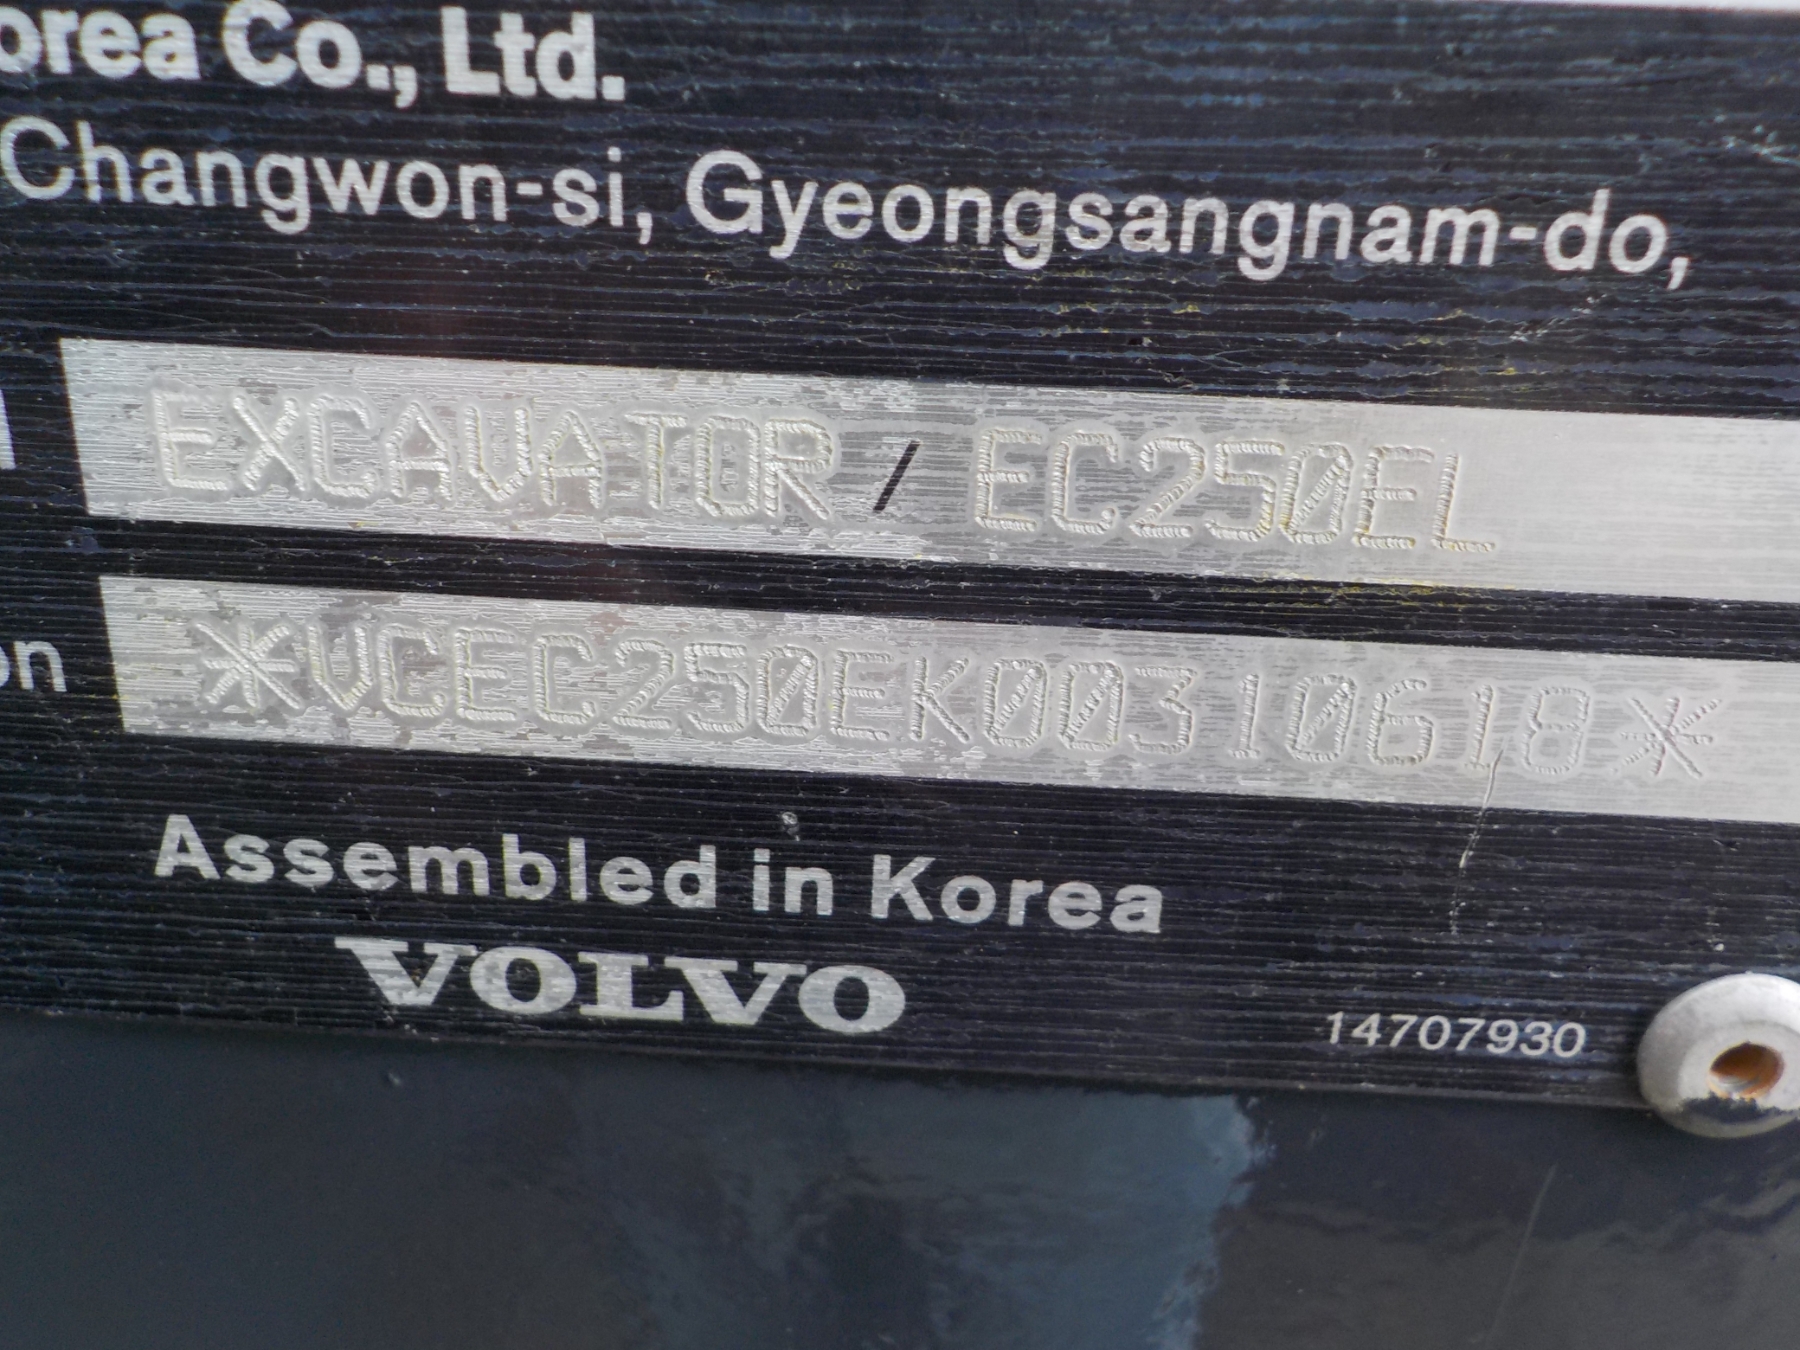 orea Co., Ltd.
Changwon-si, Gyeongsangnam-do,
EXCAVATOR / EC250EL
on *VCEC250EK00310618*
Assembled in Korea
VOLVO
14707930